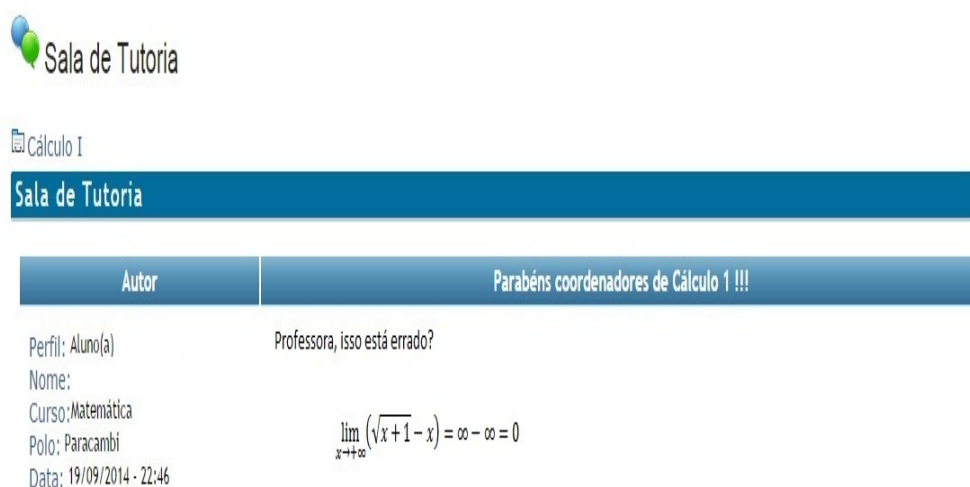 Sala de Tutoria
Cálculo I
Sala de Tutoria
Autor
Parabéns coordenadores de Cálculo 1 !!!
Perfil: Aluno(a)
Nome:
Curso:Matemática
Polo: Paracambi
Data: 19/09/2014 - 22:46
Professora, isso está errado?
lim x→+∞ (√x+1 − x) = ∞ − ∞ = 0